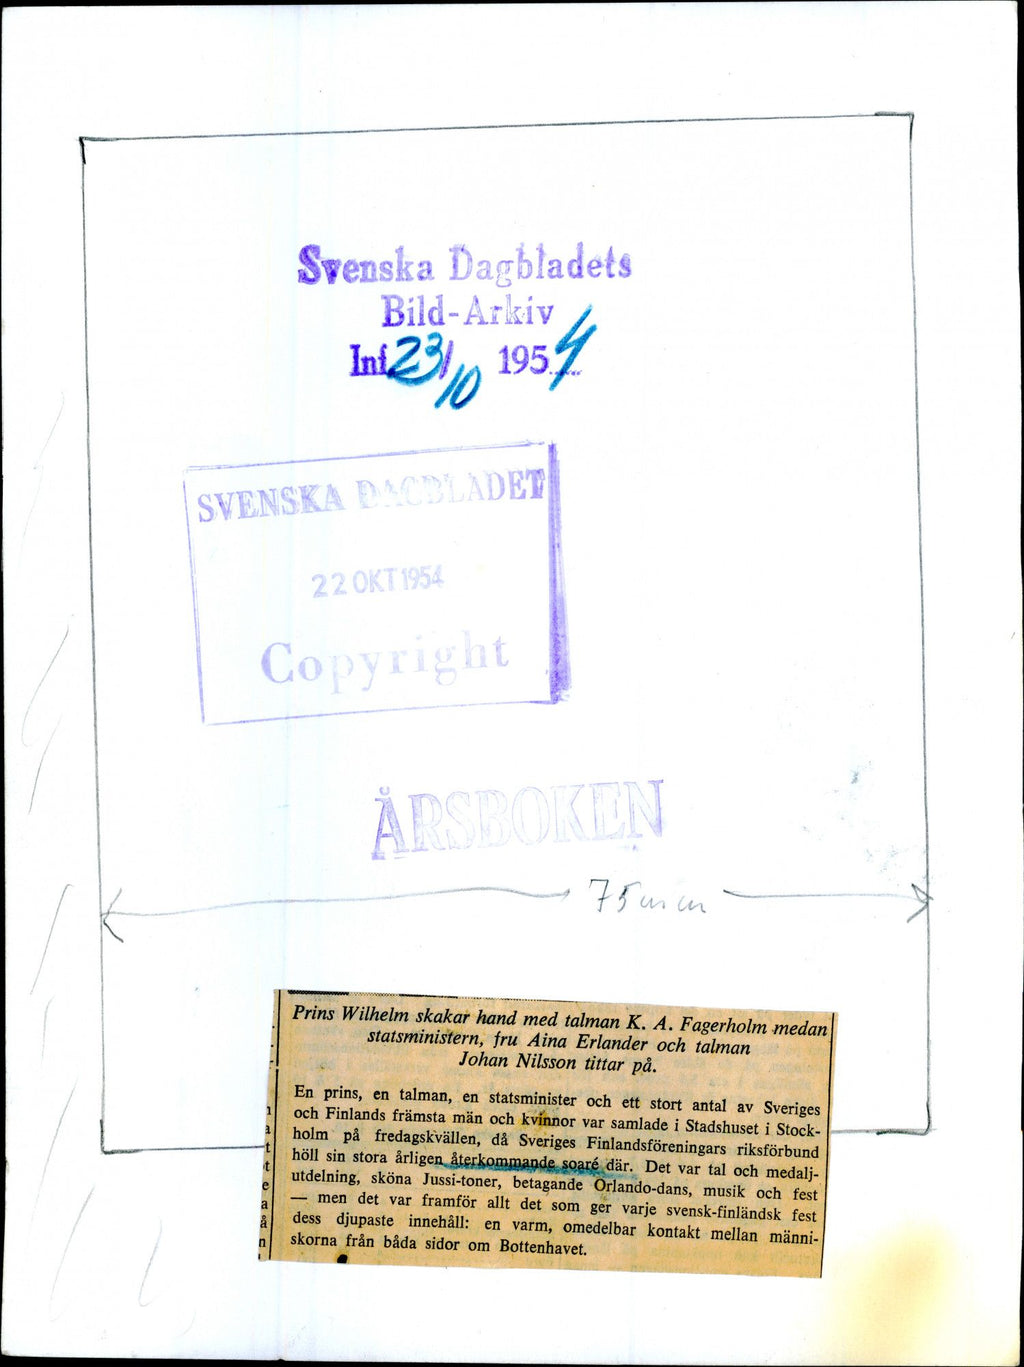 Svenska Dagbladets
Bild-Arkiv
Inf. 23/10 1954
SVENSKA DAGBLADET
22 OKT 1954
Copyright
ÅRSBOKEN
75 mm
Prins Wilhelm skakar hand med talman K. A. Fagerholm medan
statsministern, fru Aina Erlander och talman
Johan Nilsson tittar på.
En prins, en talman, en statsminister och ett stort antal av Sveriges
och Finlands främsta män och kvinnor var samlade i Stadshuset i Stock-
holm på fredagskvällen, då Sveriges Finlandsföreningars riksförbund
höll sin stora årligen återkommande soaré där. Det var tal och medalj-
utdelning, sköna Jussi-toner, betagande Orlando-dans, musik och fest
— men det var framför allt det som ger varje svensk-finländsk fest
dess djupaste innehåll: en varm, omedelbar kontakt mellan männi-
skorna från båda sidor om Bottenhavet.